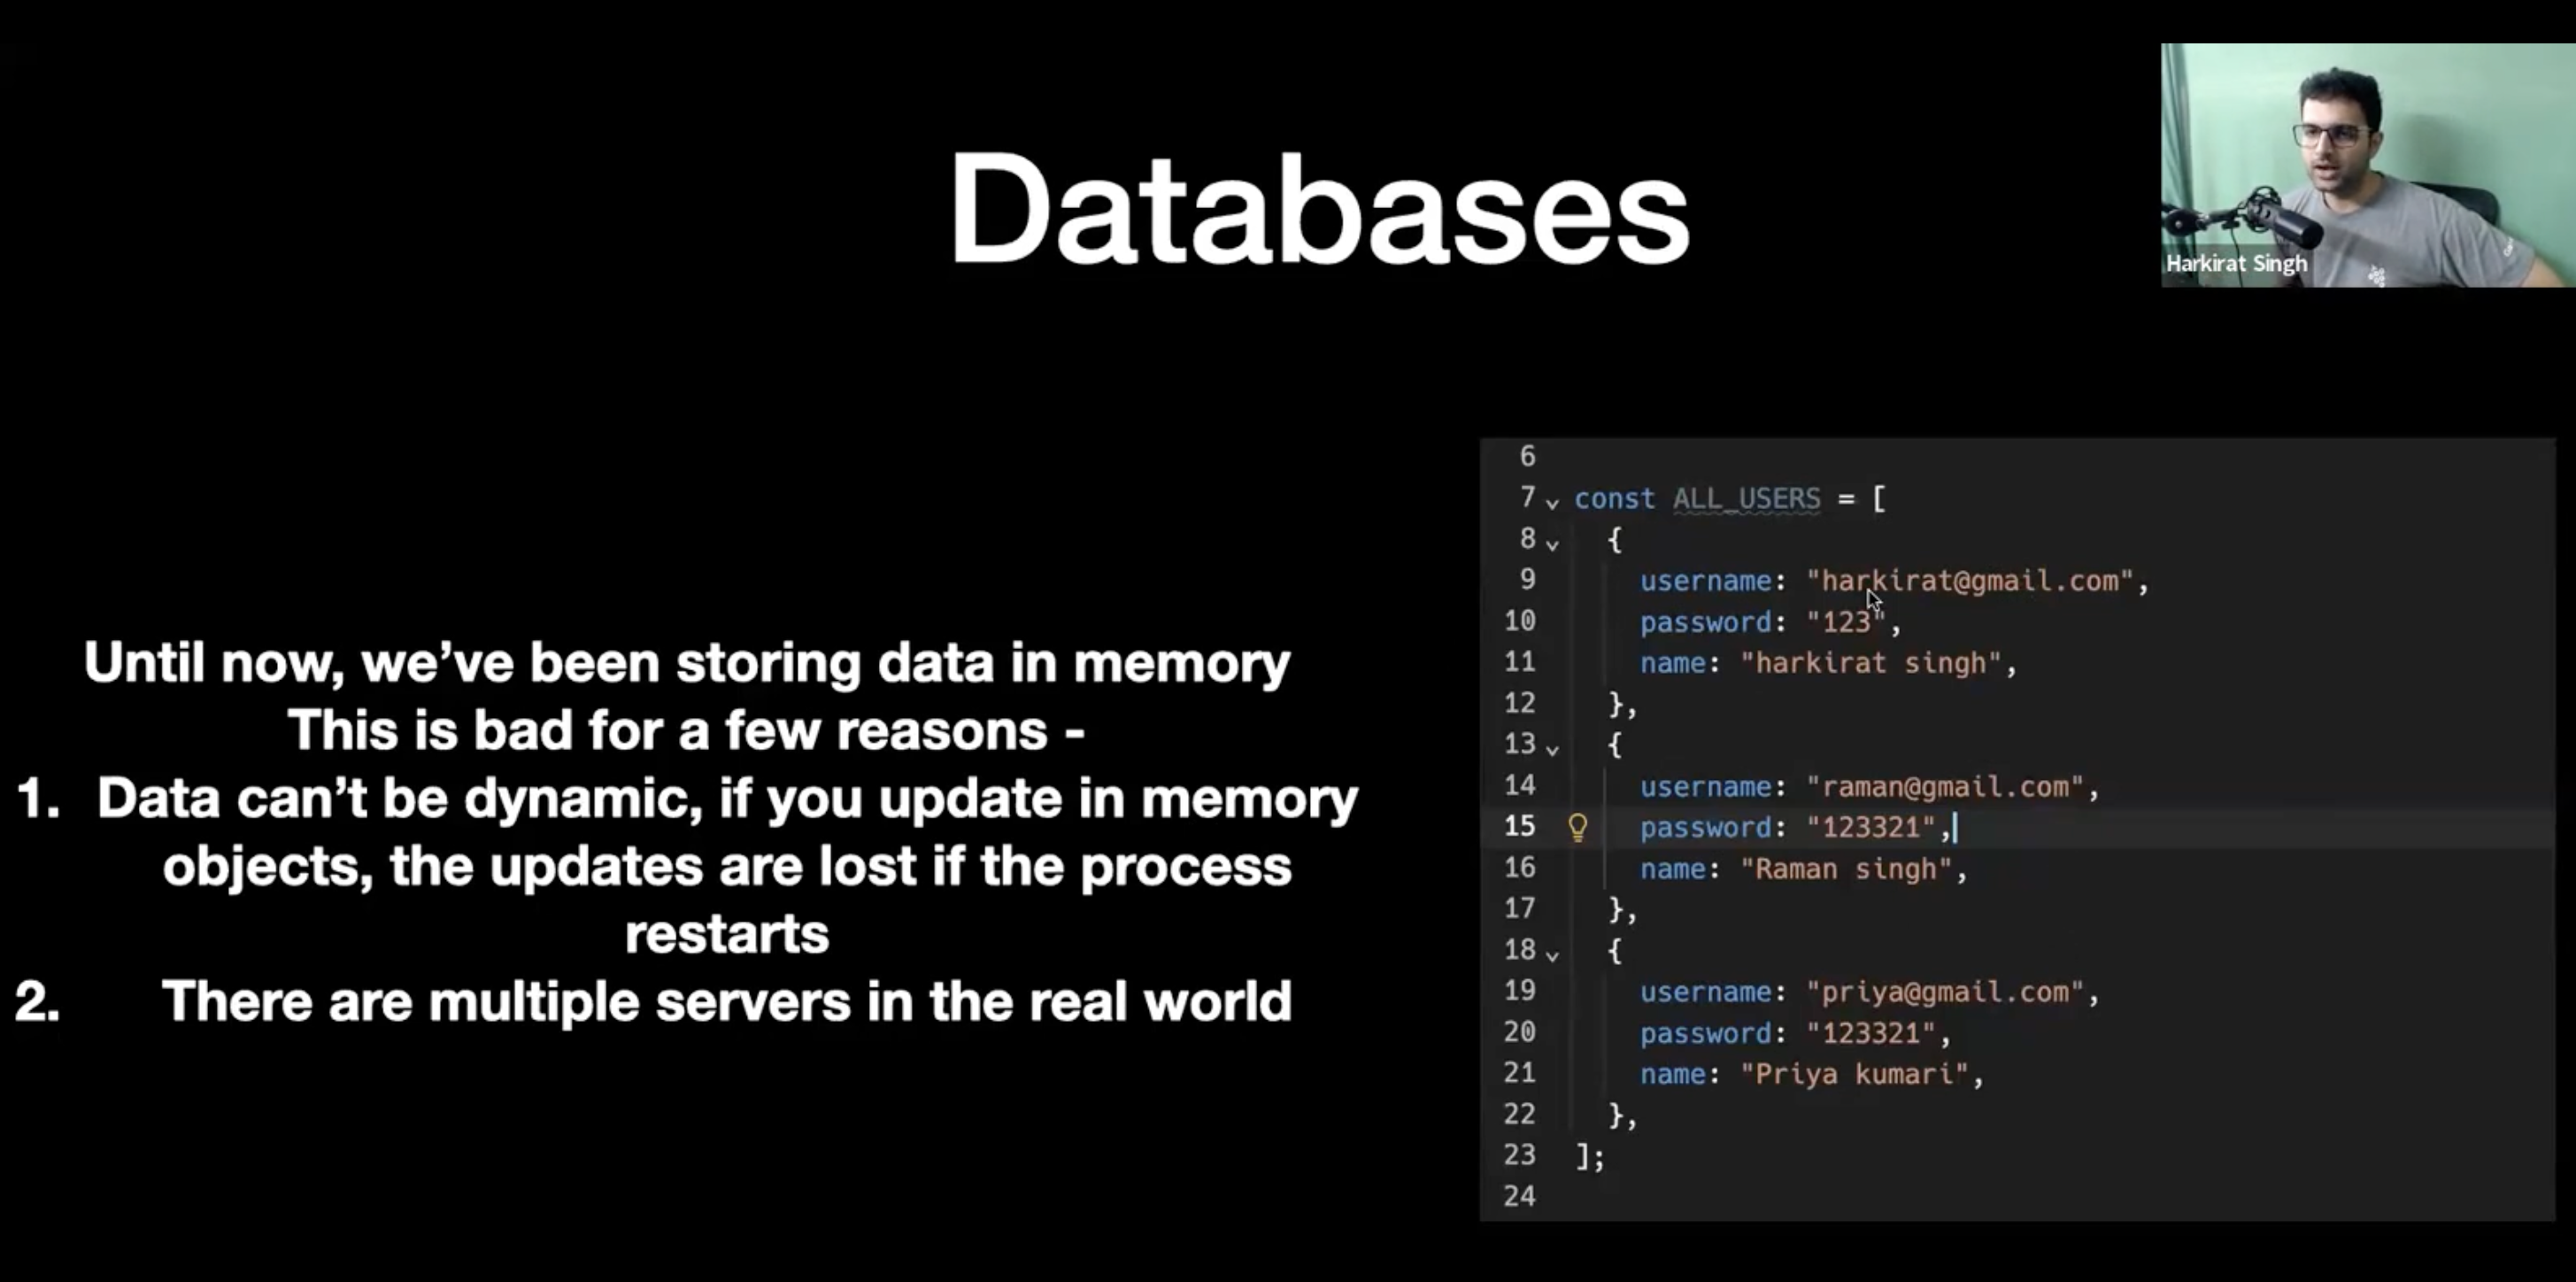 Databases
Harkirat Singh
Until now, we’ve been storing data in memory
This is bad for a few reasons -
1. Data can’t be dynamic, if you update in memory
objects, the updates are lost if the process
restarts
2. There are multiple servers in the real world
6
7 const ALL_USERS = [
8 {
9 username: "harkirat@gmail.com",
10 password: "123",
11 name: "harkirat singh",
12 },
13 {
14 username: "raman@gmail.com",
15 password: "123321",
16 name: "Raman singh",
17 },
18 {
19 username: "priya@gmail.com",
20 password: "123321",
21 name: "Priya kumari",
22 },
23 ];
24